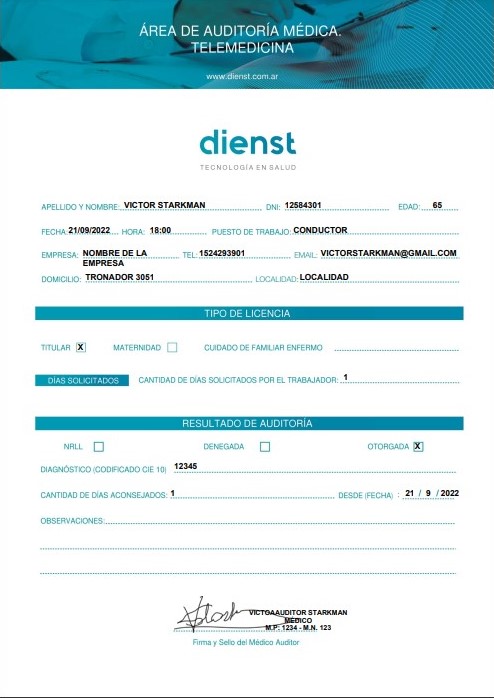 ÁREA DE AUDITORÍA MÉDICA.
TELEMEDICINA
www.dienst.com.ar
dienst
TECNOLOGÍA EN SALUD
APELLIDO Y NOMBRE: VICTOR STARKMAN DNI: 12584301 EDAD: 65
FECHA: 21/09/2022 HORA: 18:00 PUESTO DE TRABAJO: CONDUCTOR
EMPRESA: NOMBRE DE LA EMPRESA TEL: 1524293901 EMAIL: VICTORSTARKMAN@GMAIL.COM
DOMICILIO: TRONADOR 3051 LOCALIDAD: LOCALIDAD
TIPO DE LICENCIA
TITULAR X MATERNIDAD CUIDADO DE FAMILIAR ENFERMO
DÍAS SOLICITADOS CANTIDAD DE DÍAS SOLICITADOS POR EL TRABAJADOR: 1
RESULTADO DE AUDITORÍA
NRLL DENEGADA OTORGADA X
DIAGNÓSTICO (CODIFICADO CIE 10) 12345
CANTIDAD DE DÍAS ACONSEJADOS: 1 DESDE (FECHA) : 21 / 9 / 2022
OBSERVACIONES:
VICTOAAUDITOR STARKMAN
MEDICO
M.P: 1234 - M.N. 123
Firma y Sello del Médico Auditor